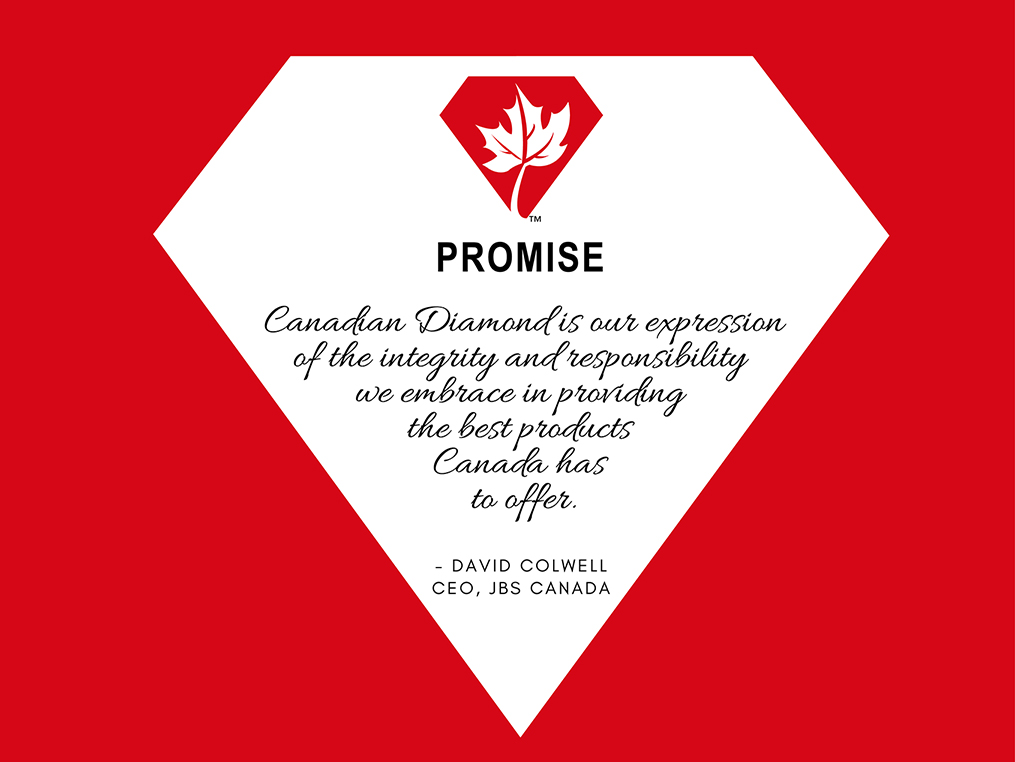 TM
PROMISE
Canadian Diamond is our expression
of the integrity and responsibility
we embrace in providing
the best products
Canada has
to offer.
- DAVID COLWELL
CEO, JBS CANADA